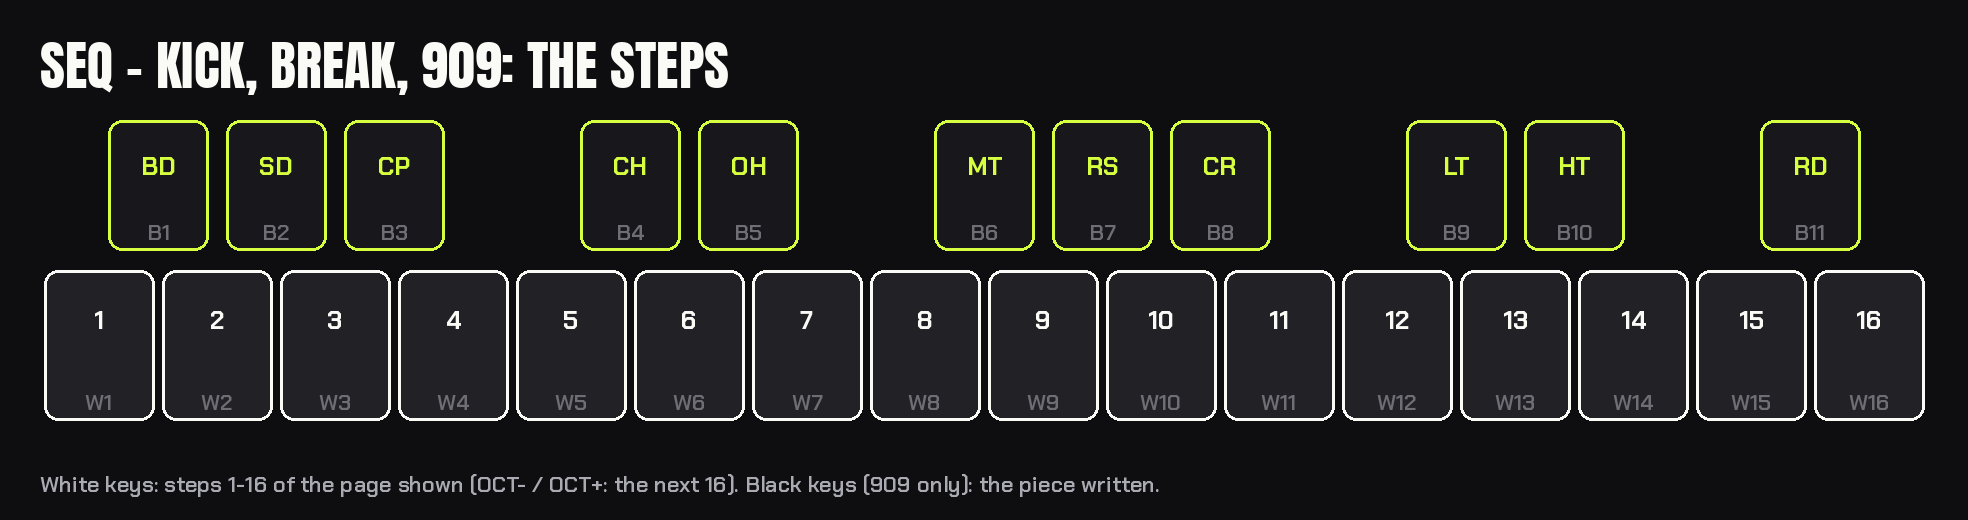 SEQ - KICK, BREAK, 909: THE STEPS
BD SD CP CH OH MT RS CR LT HT RD
B1 B2 B3 B4 B5 B6 B7 B8 B9 B10 B11
1 2 3 4 5 6 7 8 9 10 11 12 13 14 15 16
W1 W2 W3 W4 W5 W6 W7 W8 W9 W10 W11 W12 W13 W14 W15 W16
White keys: steps 1-16 of the page shown (OCT- / OCT+: the next 16). Black keys (909 only): the piece written.